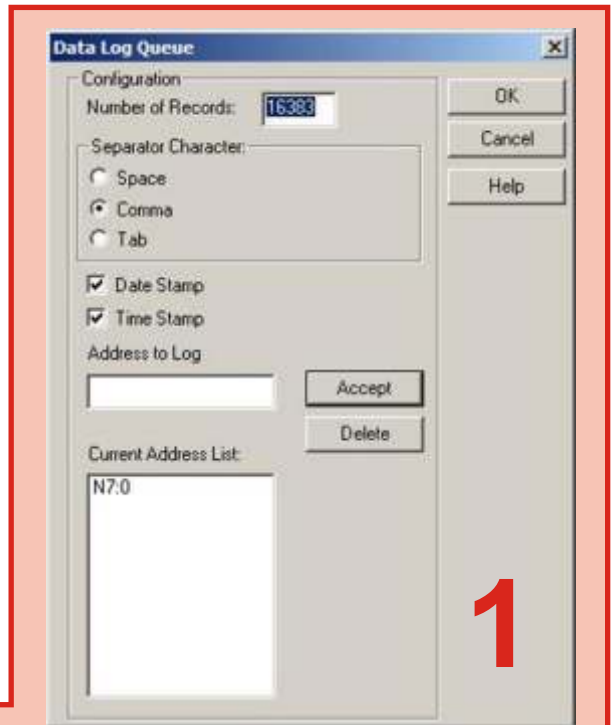 Data Log Queue
Configuration
Number of Records: 16383
OK
Separator Character:
Cancel
Space
Help
Comma
Tab
Date Stamp
Time Stamp
Address to Log
Accept
Delete
Current Address List:
N7:0
1